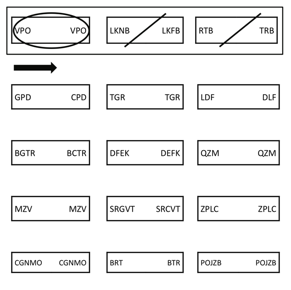 VPO VPO LKNB LKFB RTB TRB
GPD CPD TGR TGR LDF DLF
BGTR BCTR DFEK DEFK QZM QZM
MZV MZV SRGVT SRCVT ZPLC ZPLC
CGNMO CGNMO BRT BTR POJZB POJZB